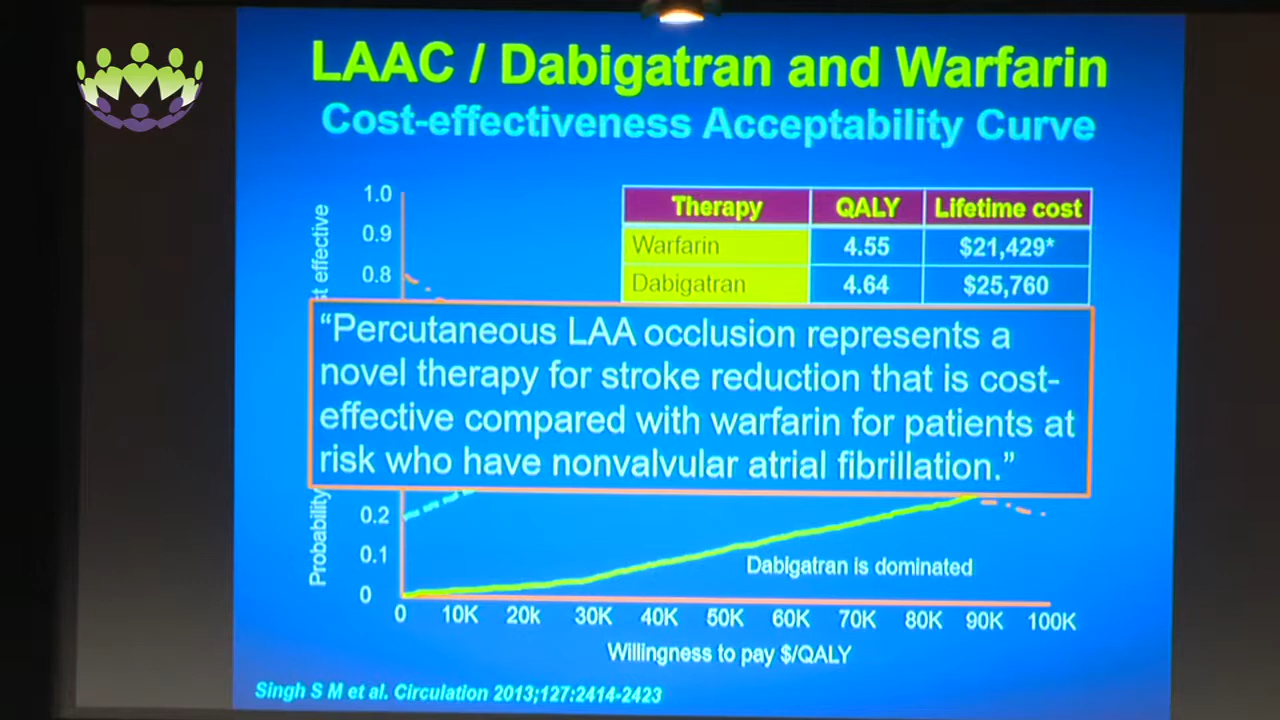 LAAC / Dabigatran and Warfarin
Cost-effectiveness Acceptability Curve
Therapy QALY Lifetime cost
Warfarin 4.55 $21,429*
Dabigatran 4.64 $25,760
1.0
0.9
0.8
“Percutaneous LAA occlusion represents a
novel therapy for stroke reduction that is cost-
effective compared with warfarin for patients at
risk who have nonvalvular atrial fibrillation.”
0.2
0.1
0
Probability
effective
Dabigatran is dominated
0 10K 20k 30K 40K 50K 60K 70K 80K 90K 100K
Willingness to pay $/QALY
Singh S M et al. Circulation 2013;127:2414-2423